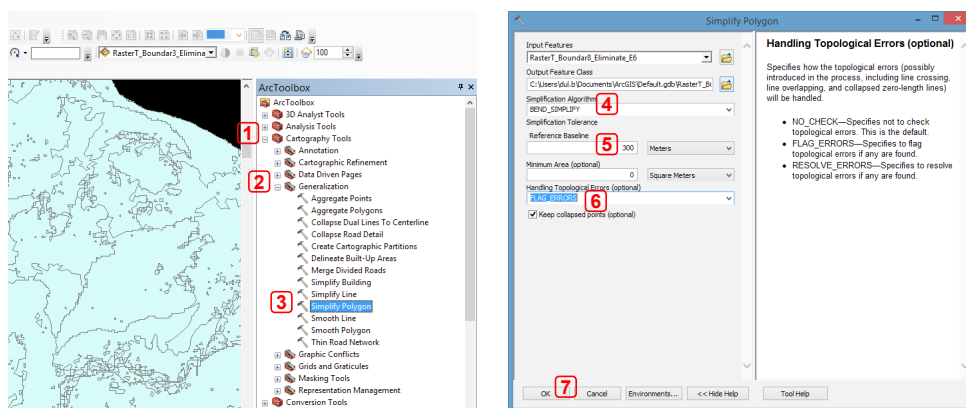 RasterT_Boundar3_Elimina
100
ArcToolbox
ArcToolbox
3D Analyst Tools
1
Analysis Tools
Cartography Tools
Annotation
Cartographic Refinement
Data Driven Pages
2
Generalization
Aggregate Points
Aggregate Polygons
Collapse Dual Lines To Centerline
Collapse Road Detail
Create Cartographic Partitions
Delineate Built-Up Areas
Merge Divided Roads
Simplify Building
Simplify Line
3
Simplify Polygon
Smooth Line
Smooth Polygon
Thin Road Network
Graphic Conflicts
Grids and Graticules
Masking Tools
Representation Management
Conversion Tools
Simplify Polygon
Input Features
RasterT_Boundar8_Eliminate_E6
Output Feature Class
C:\Users\dul.b\Documents\ArcGIS\Default.gdb\RasterT_Bo
Simplification Algorithm
4
BEND_SIMPLIFY
Simplification Tolerance
Reference Baseline
5
300 Meters
Minimum Area (optional)
0 Square Meters
Handling Topological Errors (optional)
FLAG_ERRORS
6
Keep collapsed points (optional)
7
OK Cancel Environments... << Hide Help Tool Help
Handling Topological Errors (optional)
Specifies how the topological errors (possibly
introduced in the process, including line crossing,
line overlapping, and collapsed zero-length lines)
will be handled.
• NO_CHECK—Specifies not to check
topological errors. This is the default.
• FLAG_ERRORS—Specifies to flag
topological errors if any are found.
• RESOLVE_ERRORS—Specifies to resolve
topological errors if any are found.